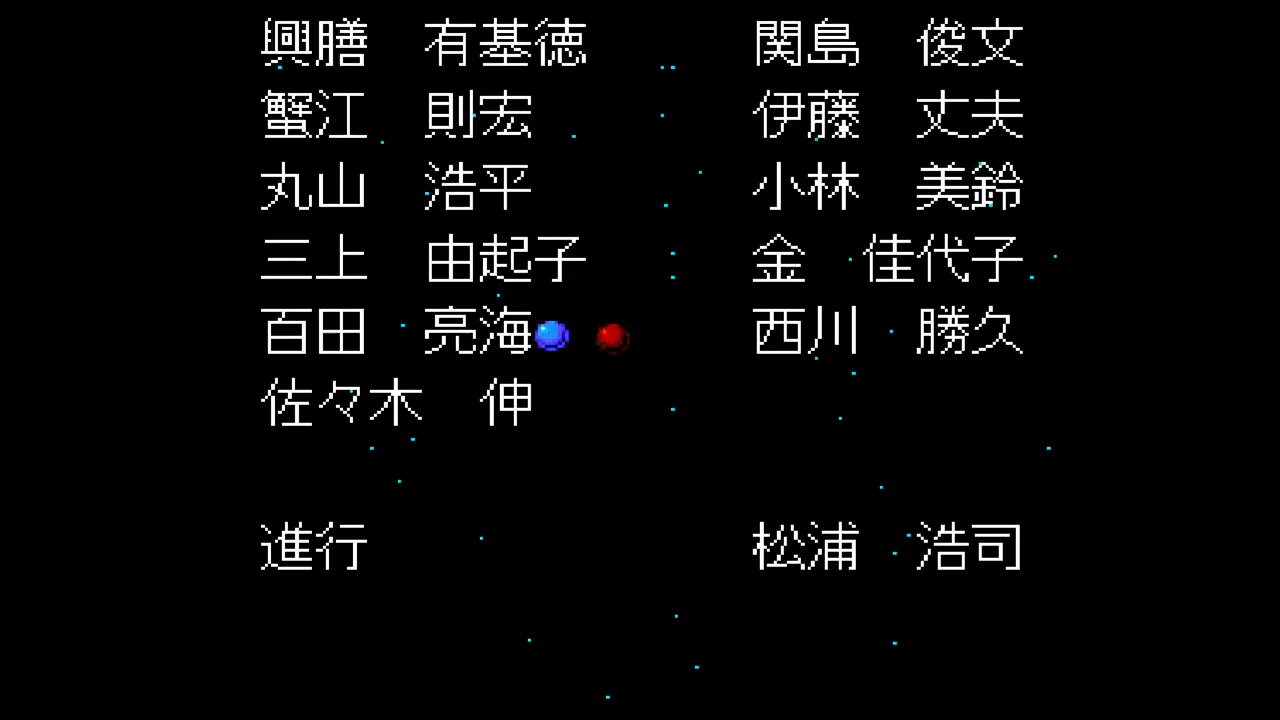 興膳　有基徳　　　関島　俊文
蟹江　則宏　　　　伊藤　丈夫
丸山　浩平　　　　小林　美鈴
三上　由起子　　　金　佳代子
百田　亮海　　　　西川　勝久
佐々木　伸
進行　　　　　　　松浦　浩司